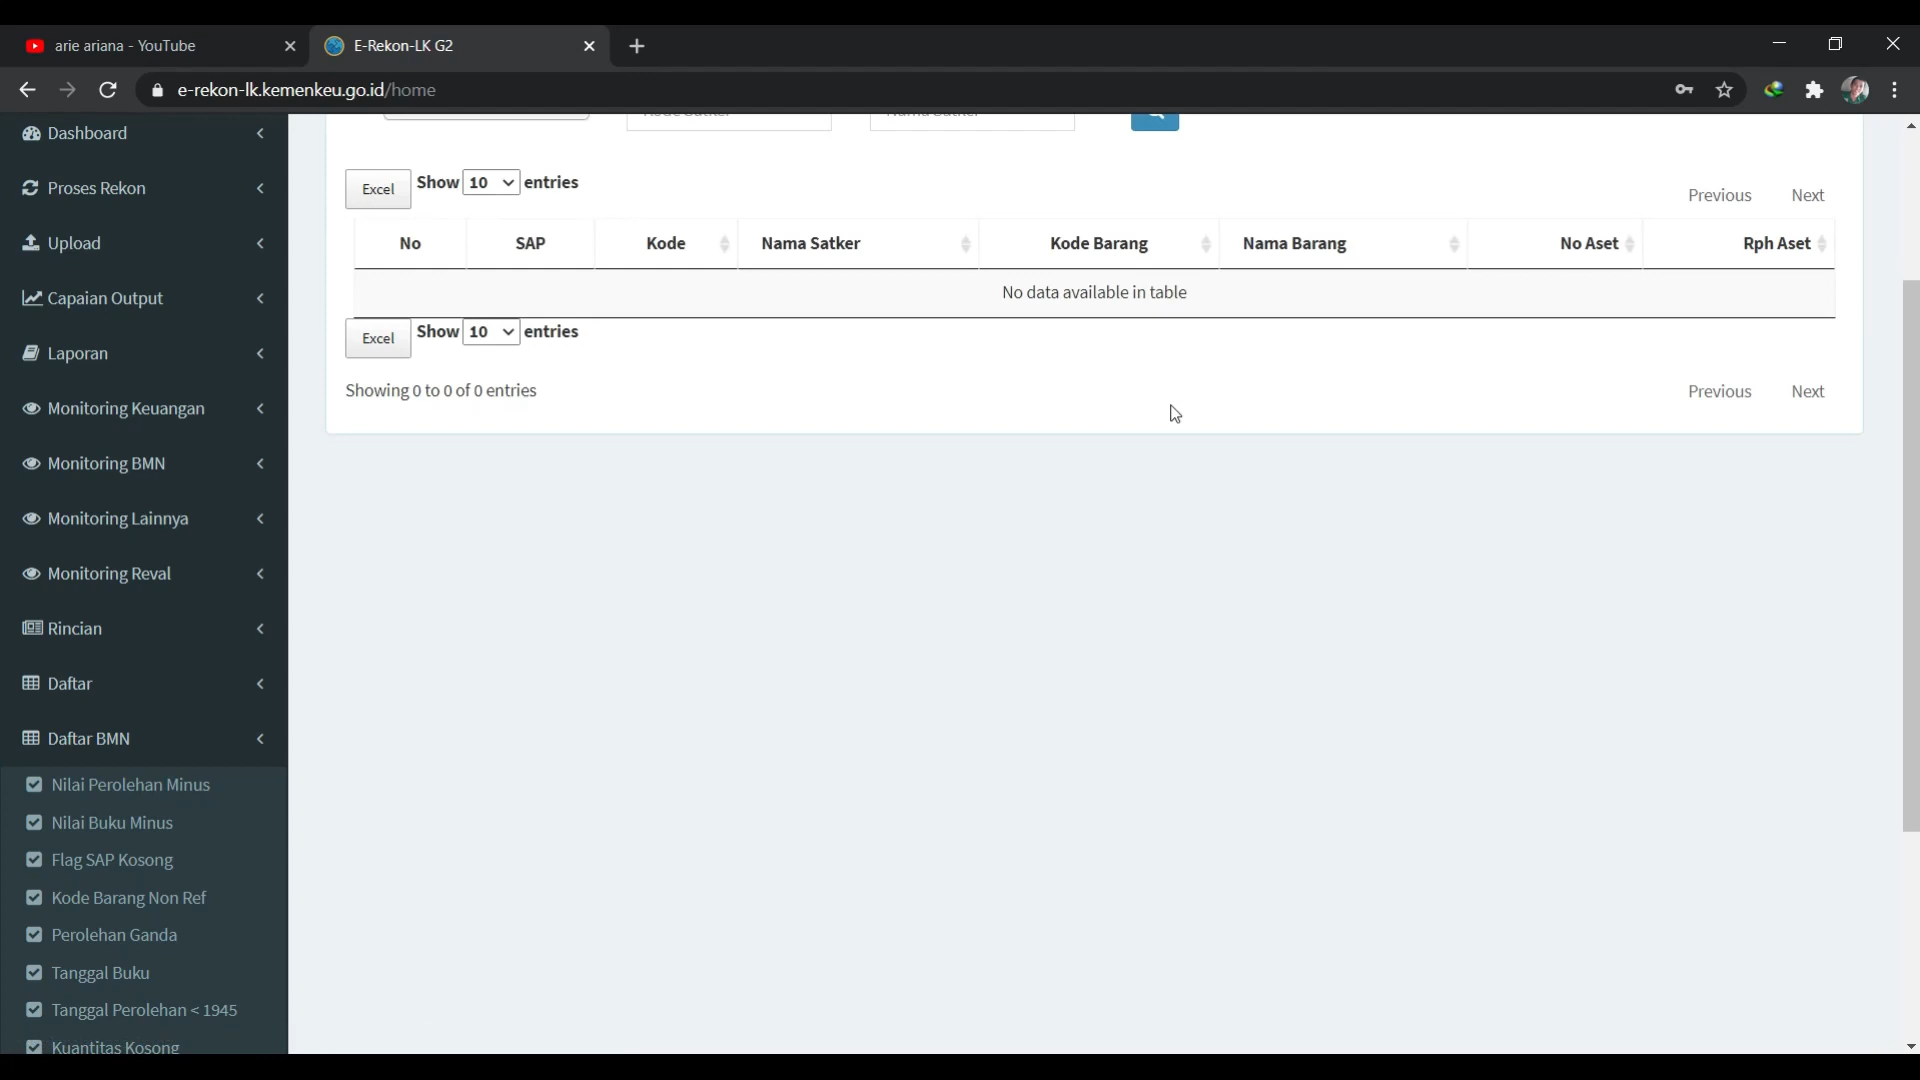 arie ariana - YouTube
E-Rekon-LK G2
e-rekon-lk.kemenkeu.go.id/home
Dashboard
Proses Rekon
Upload
Capaian Output
Laporan
Monitoring Keuangan
Monitoring BMN
Monitoring Lainnya
Monitoring Reval
Rincian
Daftar
Daftar BMN
Nilai Perolehan Minus
Nilai Buku Minus
Flag SAP Kosong
Kode Barang Non Ref
Perolehan Ganda
Tanggal Buku
Tanggal Perolehan < 1945
Kuantitas Kosong
Kode Satker
Nama Satker
Excel Show 10 entries
Previous Next
No SAP Kode Nama Satker Kode Barang Nama Barang No Aset Rph Aset
No data available in table
Excel Show 10 entries
Showing 0 to 0 of 0 entries
Previous Next